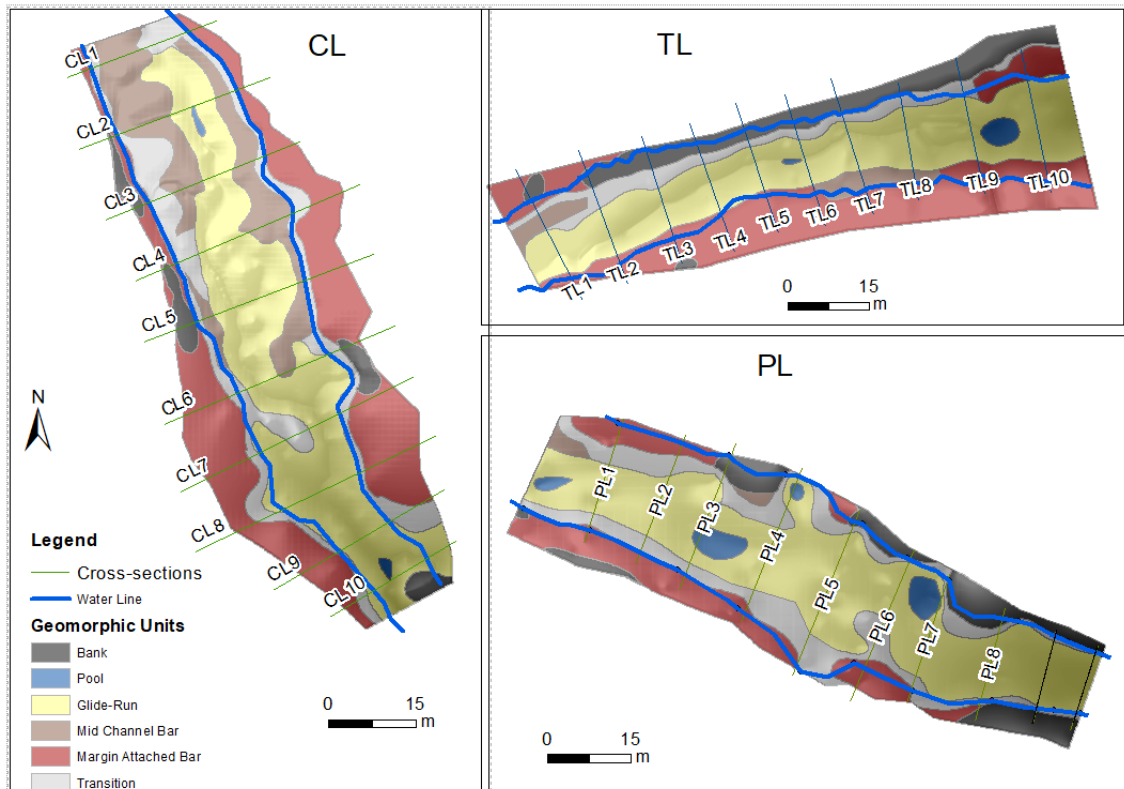 CL
CL1
CL2
CL3
CL4
CL5
CL6
CL7
CL8
CL9
CL10
N
Legend
Cross-sections
Water Line
Geomorphic Units
Bank
Pool
Glide-Run
Mid Channel Bar
Margin Attached Bar
Transition
0 15
m
TL
TL1
TL2
TL3
TL4
TL5
TL6
TL7
TL8
TL9
TL10
0 15
m
PL
PL1
PL2
PL3
PL4
PL5
PL6
PL7
PL8
0 15
m